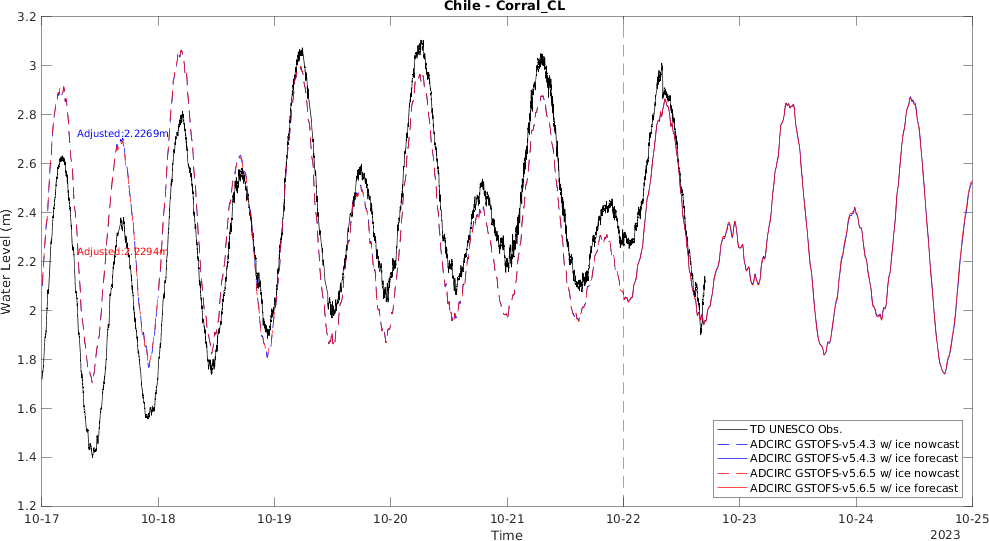 Chile - Corral_CL
3.2
3
2.8
2.6
2.4
2.2
2
1.8
1.6
1.4
1.2
Water Level (m)
Adjusted:2.2269m
Adjusted:2.2294m
TD UNESCO Obs.
ADCIRC GSTOFS-v5.4.3 w/ ice nowcast
ADCIRC GSTOFS-v5.4.3 w/ ice forecast
ADCIRC GSTOFS-v5.6.5 w/ ice nowcast
ADCIRC GSTOFS-v5.6.5 w/ ice forecast
10-17 10-18 10-19 10-20 10-21 10-22 10-23 10-24 10-25
Time
2023